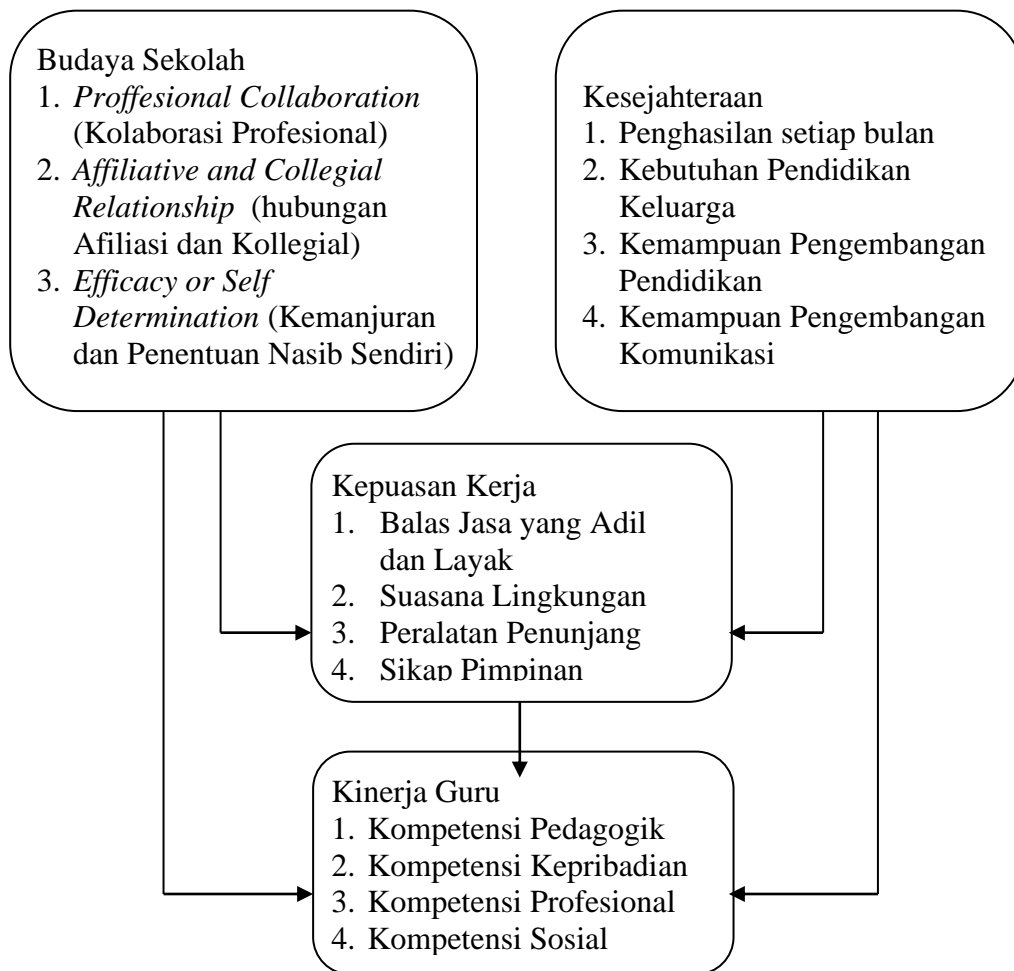 Budaya Sekolah
1. Proffesional Collaboration
(Kolaborasi Profesional)
2. Affiliative and Collegial
Relationship (hubungan
Afiliasi dan Kollegial)
3. Efficacy or Self
Determination (Kemanjuran
dan Penentuan Nasib Sendiri)
Kesejahteraan
1. Penghasilan setiap bulan
2. Kebutuhan Pendidikan
Keluarga
3. Kemampuan Pengembangan
Pendidikan
4. Kemampuan Pengembangan
Komunikasi
Kepuasan Kerja
1. Balas Jasa yang Adil
dan Layak
2. Suasana Lingkungan
3. Peralatan Penunjang
4. Sikap Pimpinan
Kinerja Guru
1. Kompetensi Pedagogik
2. Kompetensi Kepribadian
3. Kompetensi Profesional
4. Kompetensi Sosial